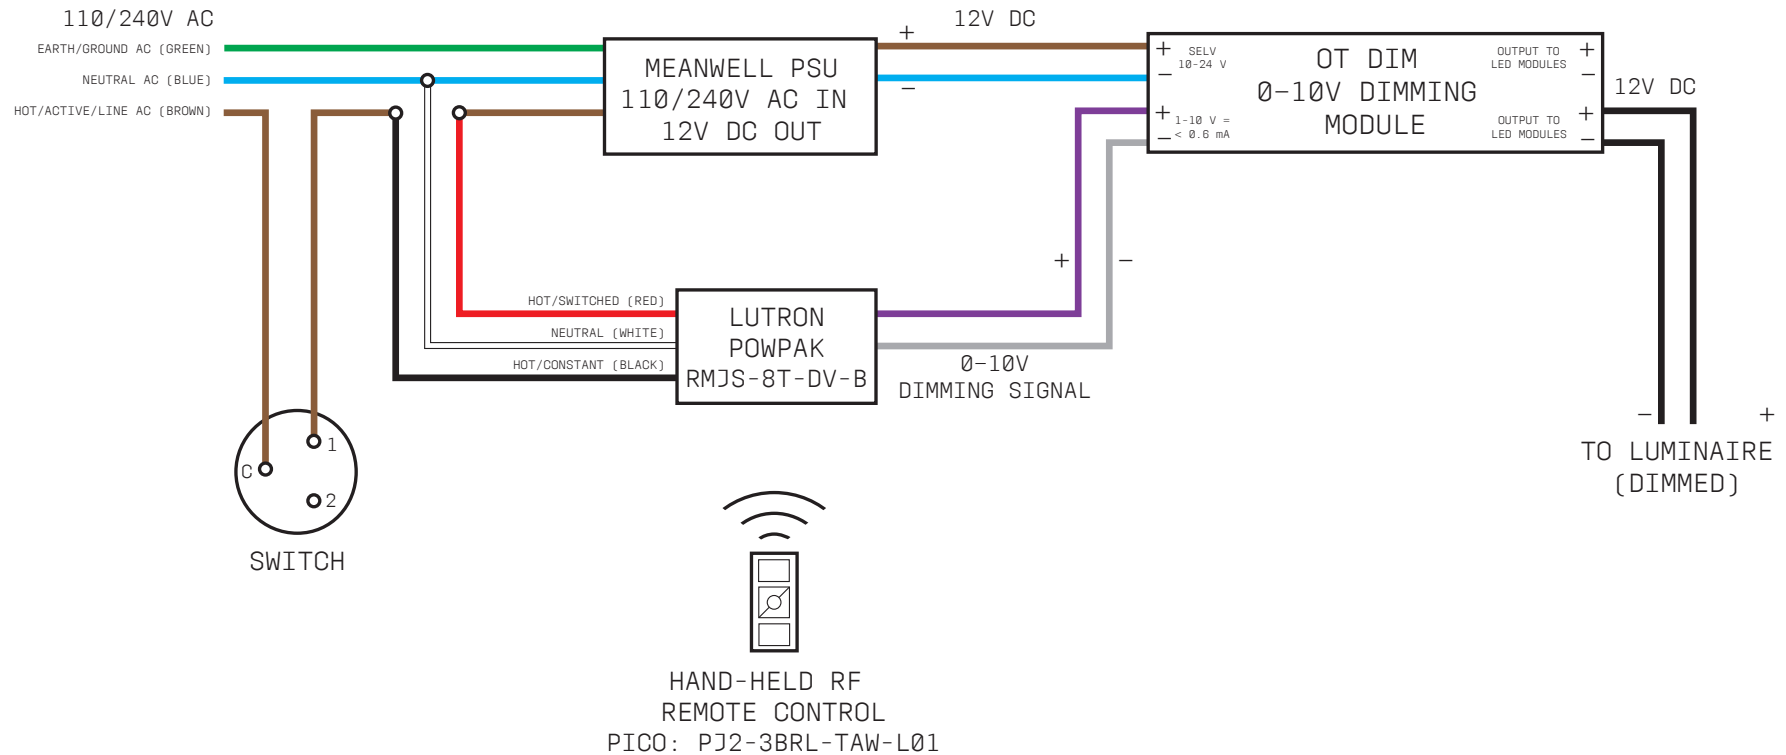 110/240V AC
EARTH/GROUND AC (GREEN)
NEUTRAL AC (BLUE)
HOT/ACTIVE/LINE AC (BROWN)
MEANWELL PSU
110/240V AC IN
12V DC OUT
+
12V DC
−
+
SELV
10-24 V
−
+
1-10 V =
< 0.6 mA
−
OT DIM
0-10V DIMMING
MODULE
OUTPUT TO
LED MODULES
+
−
OUTPUT TO
LED MODULES
+
−
12V DC
+
−
HOT/SWITCHED (RED)
NEUTRAL (WHITE)
HOT/CONSTANT (BLACK)
LUTRON
POWPAK
RMJS-8T-DV-B
0-10V
DIMMING SIGNAL
−
+
TO LUMINAIRE
(DIMMED)
C
1
2
SWITCH
HAND-HELD RF
REMOTE CONTROL
PICO: PJ2-3BRL-TAW-L01